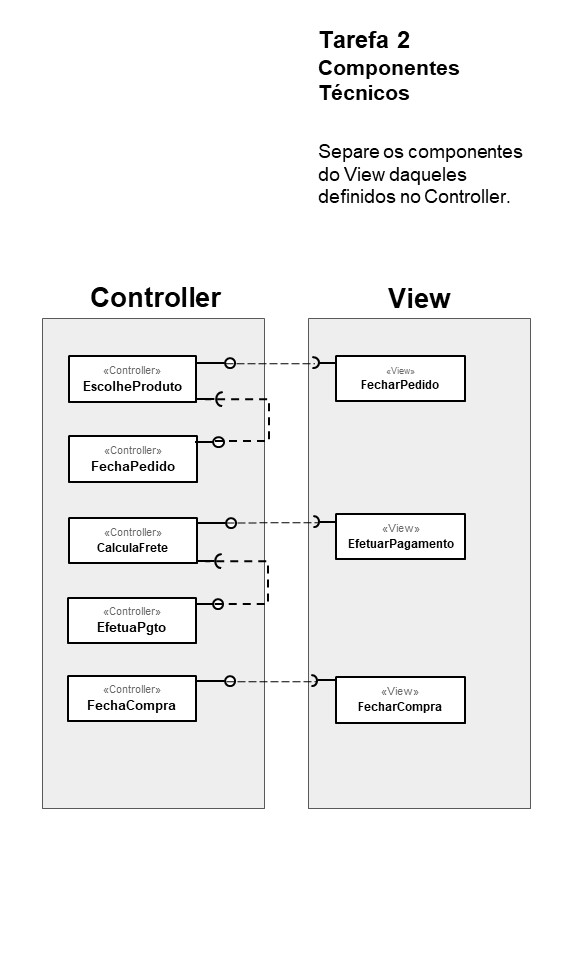 Tarefa 2
Componentes
Técnicos
Separe os componentes
do View daqueles
definidos no Controller.
Controller
View
«Controller»
EscolheProduto
«View»
FecharPedido
«Controller»
FechaPedido
«Controller»
CalculaFrete
«View»
EfetuarPagamento
«Controller»
EfetuaPgto
«Controller»
FechaCompra
«View»
FecharCompra